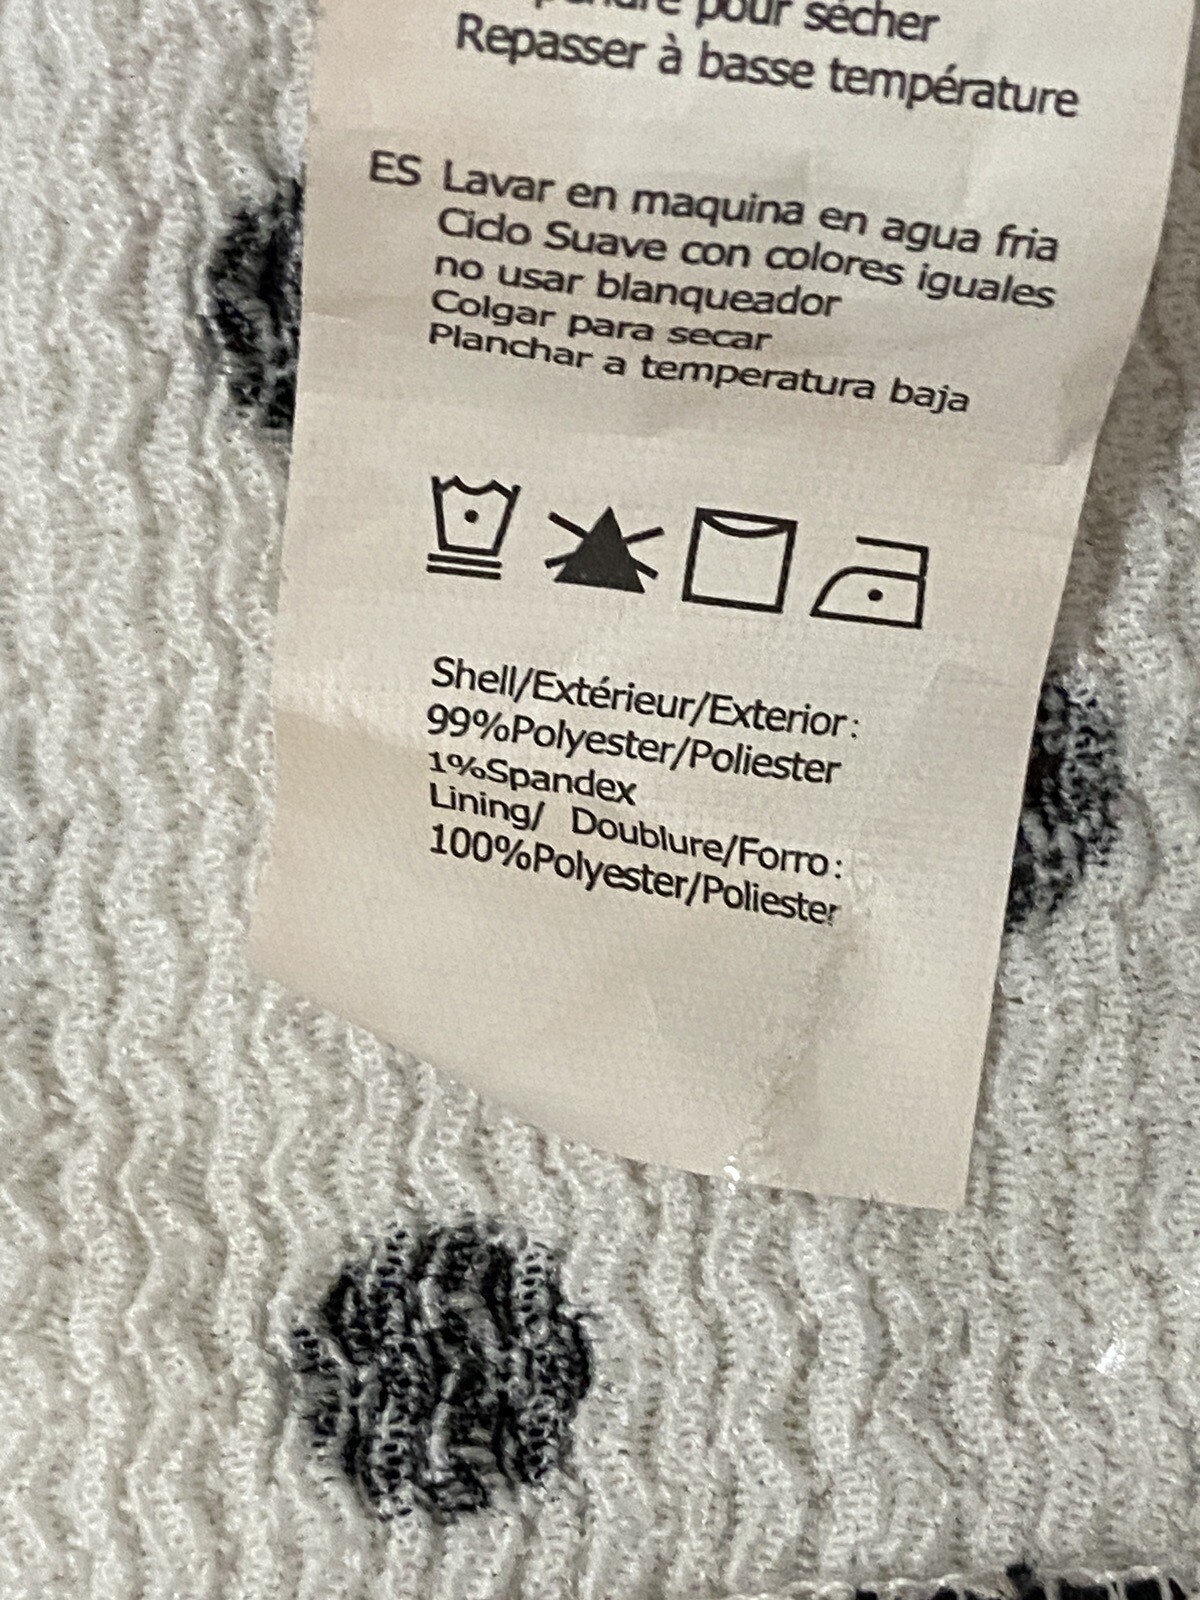 pour sécher
Repasser à basse température
ES Lavar en maquina en agua fria
Ciclo Suave con colores iguales
no usar blanqueador
Colgar para secar
Planchar a temperatura baja
Shell/Extérieur/Exterior:
99%Polyester/Poliester
1%Spandex
Lining/ Doublure/Forro:
100%Polyester/Poliester